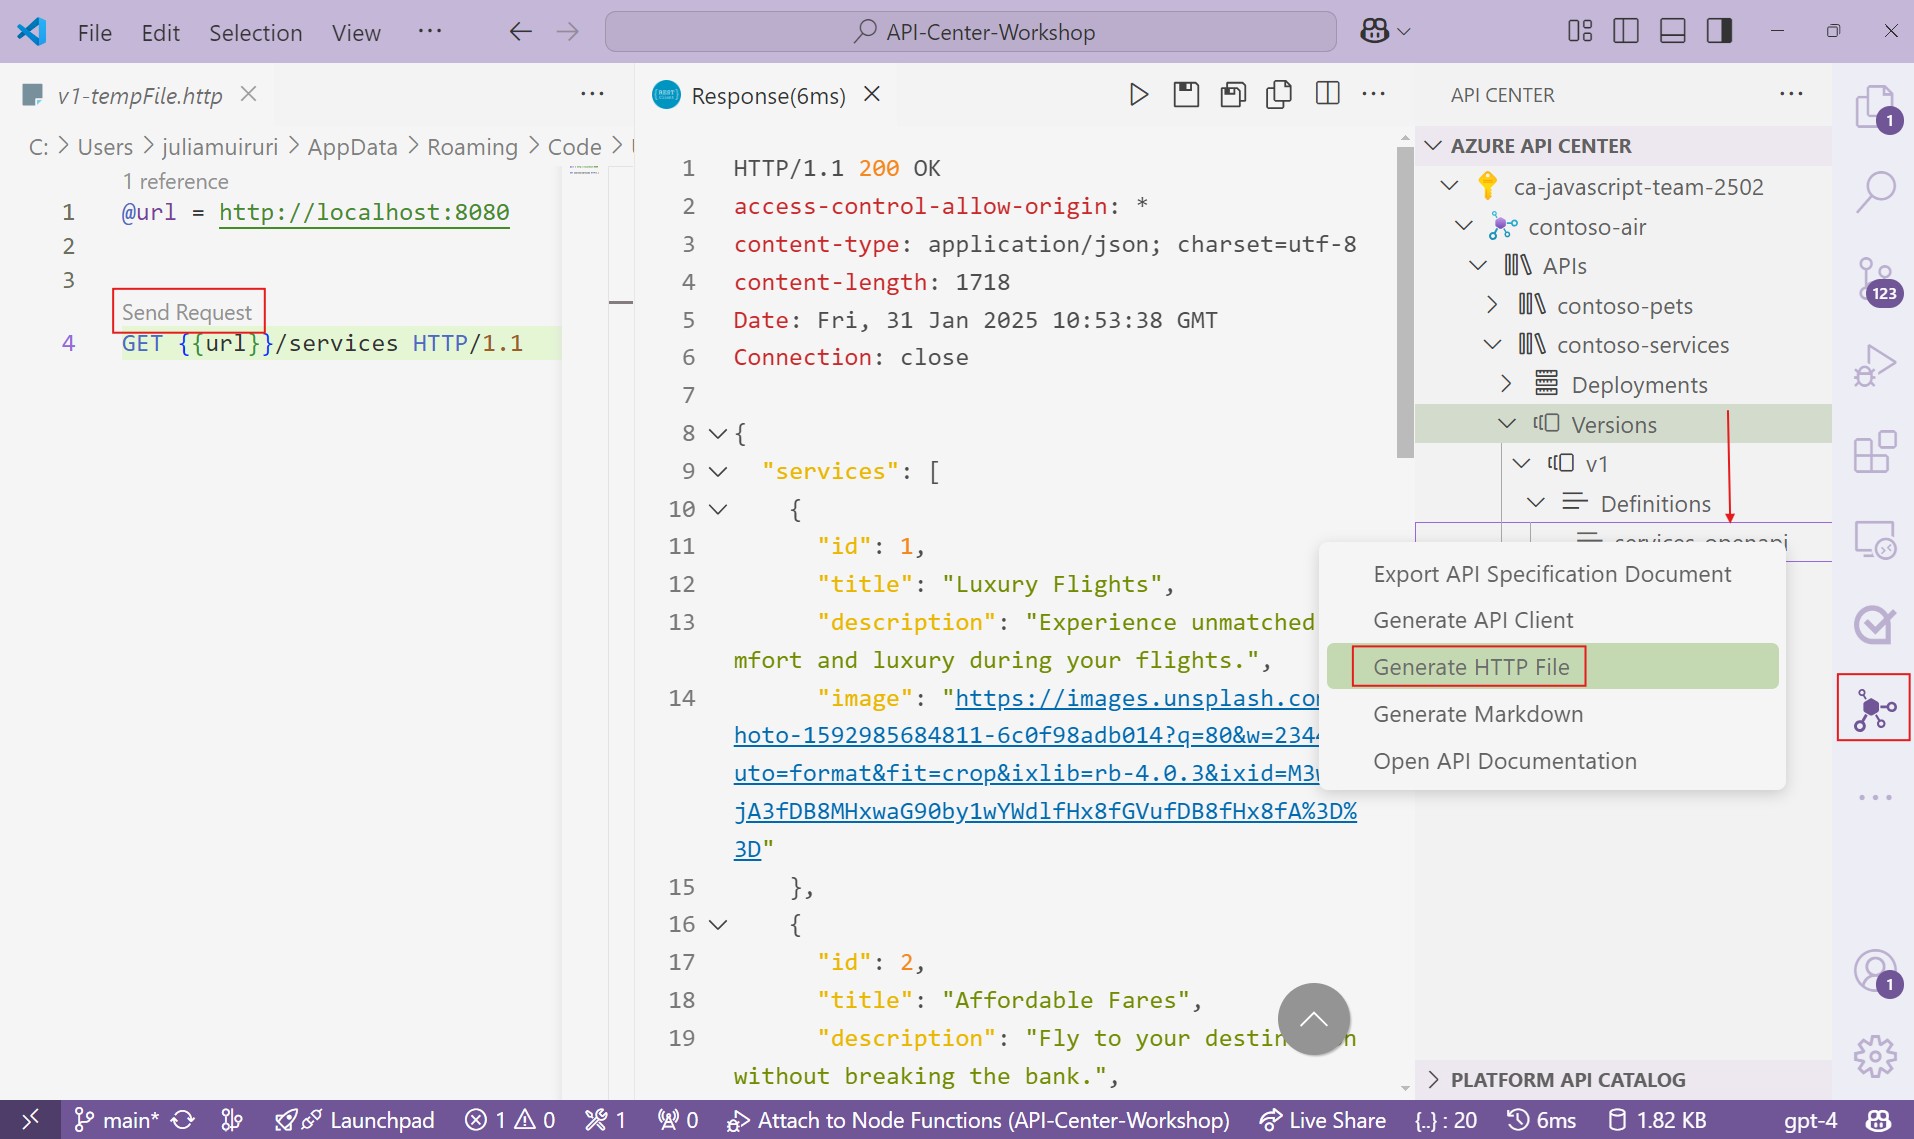 File Edit Selection View ···
API-Center-Workshop
v1-tempFile.http
C: > Users > juliamuiruri > AppData > Roaming > Code >
1 reference
1 @url = http://localhost:8080
2
3
Send Request
4 GET {{url}}/services HTTP/1.1
Response(6ms)
1 HTTP/1.1 200 OK
2 access-control-allow-origin: *
3 content-type: application/json; charset=utf-8
4 content-length: 1718
5 Date: Fri, 31 Jan 2025 10:53:38 GMT
6 Connection: close
7
8 {
9 "services": [
10 {
11 "id": 1,
12 "title": "Luxury Flights",
13 "description": "Experience unmatched
mfort and luxury during your flights.",
14 "image": "https://images.unsplash.co
hoto-1592985684811-6c0f98adb014?q=80&w=234
uto=format&fit=crop&ixlib=rb-4.0.3&ixid=M3
jA3fDB8MHxwaG90by1wYWdlfHx8fGVufDB8fHx8fA%3D%
3D"
15 },
16 {
17 "id": 2,
18 "title": "Affordable Fares",
19 "description": "Fly to your destin n
without breaking the bank.",
API CENTER
AZURE API CENTER
ca-javascript-team-2502
contoso-air
APIs
contoso-pets
contoso-services
Deployments
Versions
v1
Definitions
services-openapi
Export API Specification Document
Generate API Client
Generate HTTP File
Generate Markdown
Open API Documentation
PLATFORM API CATALOG
1
123
1
main* Launchpad 1 0 1 0 Attach to Node Functions (API-Center-Workshop) Live Share {..} : 20 6ms 1.82 KB gpt-4